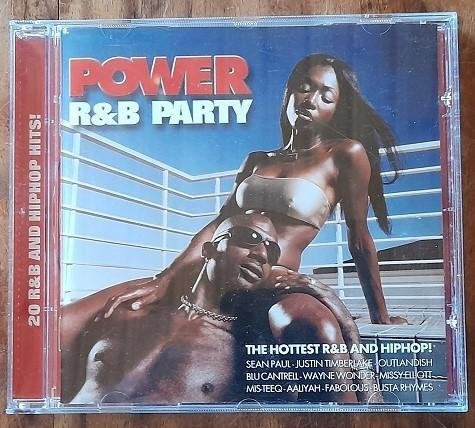 20 R&B AND HIPHOP HITS!
POWER
R&B PARTY
THE HOTTEST R&B AND HIPHOP!
SEAN PAUL - JUSTIN TIMBERLAKE - OUTLANDISH
BLU CANTRELL - WAYNE WONDER - MISSY ELLIOTT
MIS-TEEQ - AALIYAH - FABOLOUS - BUSTA RHYMES